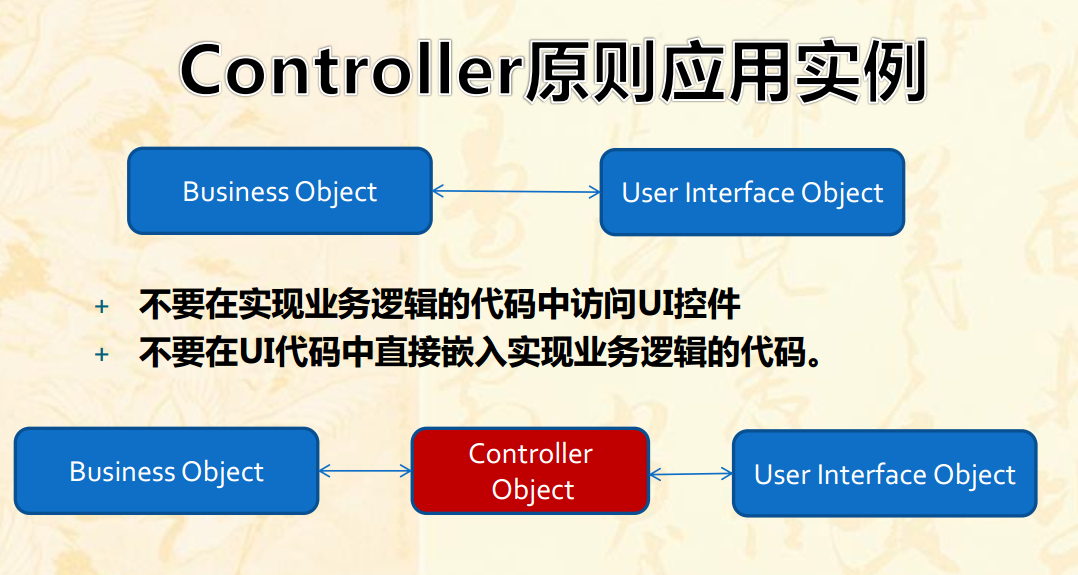 Controller原则应用实例
Business Object
User Interface Object
+ 不要在实现业务逻辑的代码中访问UI控件
+ 不要在UI代码中直接嵌入实现业务逻辑的代码。
Business Object
Controller
Object
User Interface Object